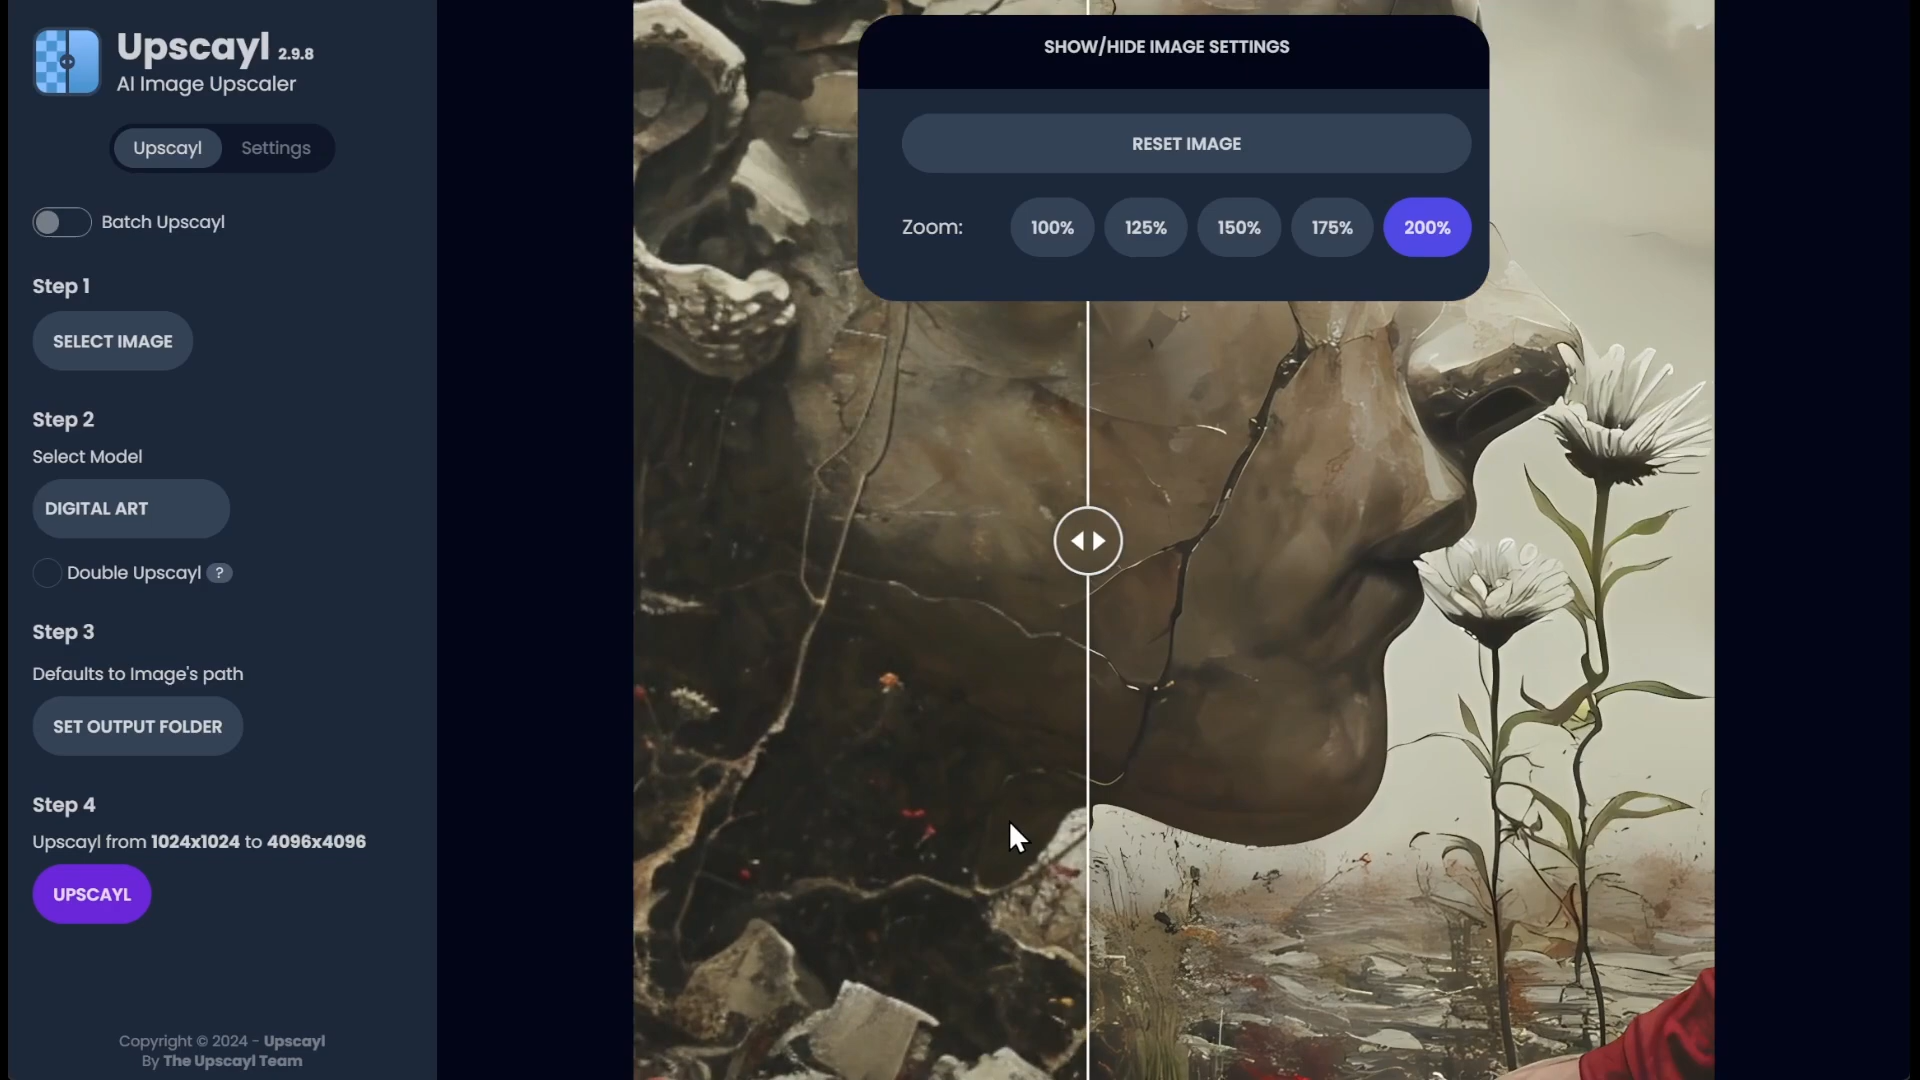 Upscayl 2.9.8
AI Image Upscaler
Upscayl Settings
Batch Upscayl
Step 1
SELECT IMAGE
Step 2
Select Model
DIGITAL ART
Double Upscayl ?
Step 3
Defaults to Image's path
SET OUTPUT FOLDER
Step 4
Upscayl from 1024x1024 to 4096x4096
UPSCAYL
Copyright © 2024 - Upscayl
By The Upscayl Team
SHOW/HIDE IMAGE SETTINGS
RESET IMAGE
Zoom: 100% 125% 150% 175% 200%